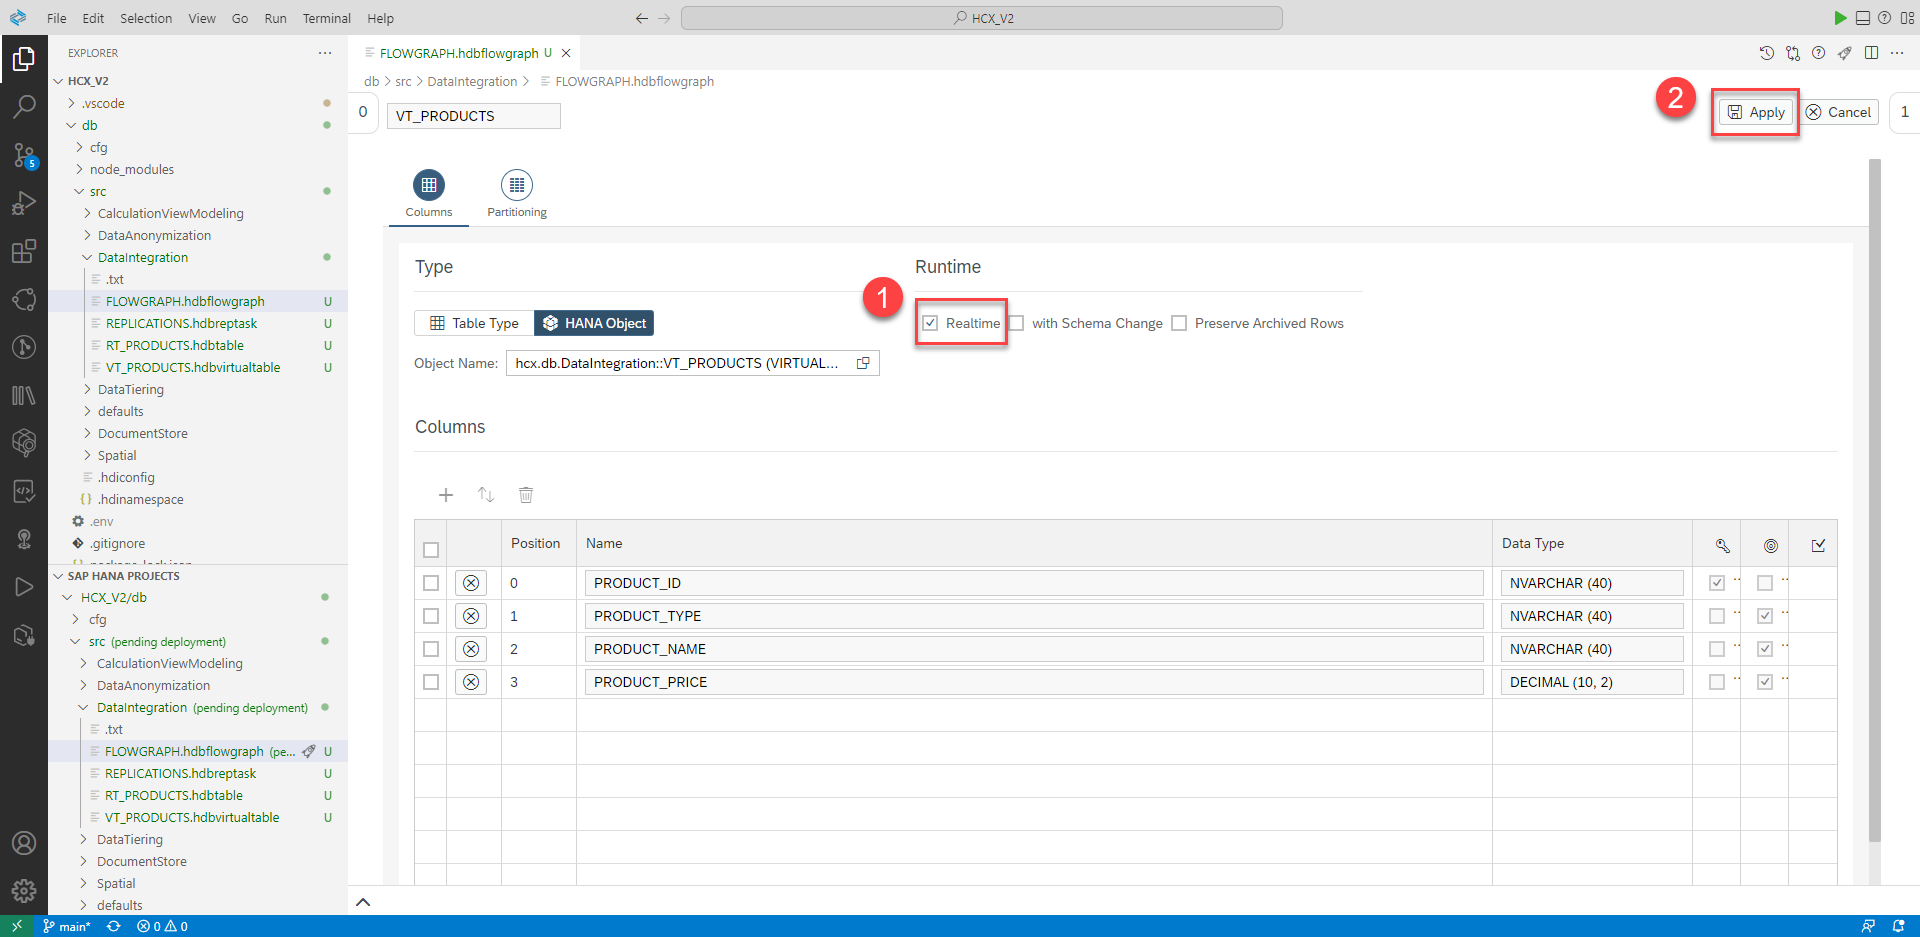 File Edit Selection View Go Run Terminal Help
HCX_V2
EXPLORER
HCX_V2
.vscode
db
cfg
node_modules
src
CalculationViewModeling
DataAnonymization
DataIntegration
.txt
FLOWGRAPH.hdbflowgraph U
REPLICATIONS.hdbreptask U
RT_PRODUCTS.hdbtable U
VT_PRODUCTS.hdbvirtualtable U
DataTiering
defaults
DocumentStore
Spatial
.hdiconfig
{} .hdinamespace
.env
.gitignore
SAP HANA PROJECTS
HCX_V2/db
cfg
src (pending deployment)
CalculationViewModeling
DataAnonymization
DataIntegration (pending deployment)
.txt
FLOWGRAPH.hdbflowgraph (pe... U
REPLICATIONS.hdbreptask U
RT_PRODUCTS.hdbtable U
VT_PRODUCTS.hdbvirtualtable U
DataTiering
DocumentStore
Spatial
defaults
5
FLOWGRAPH.hdbflowgraph U
db > src > DataIntegration > FLOWGRAPH.hdbflowgraph
0 VT_PRODUCTS
2 Apply Cancel 1
Columns Partitioning
Type Runtime
1
Table Type HANA Object
Realtime with Schema Change Preserve Archived Rows
Object Name: hcx.db.DataIntegration::VT_PRODUCTS (VIRTUAL...
Columns
Position Name Data Type
0 PRODUCT_ID NVARCHAR (40)
1 PRODUCT_TYPE NVARCHAR (40)
2 PRODUCT_NAME NVARCHAR (40)
3 PRODUCT_PRICE DECIMAL (10, 2)
main* 0 0